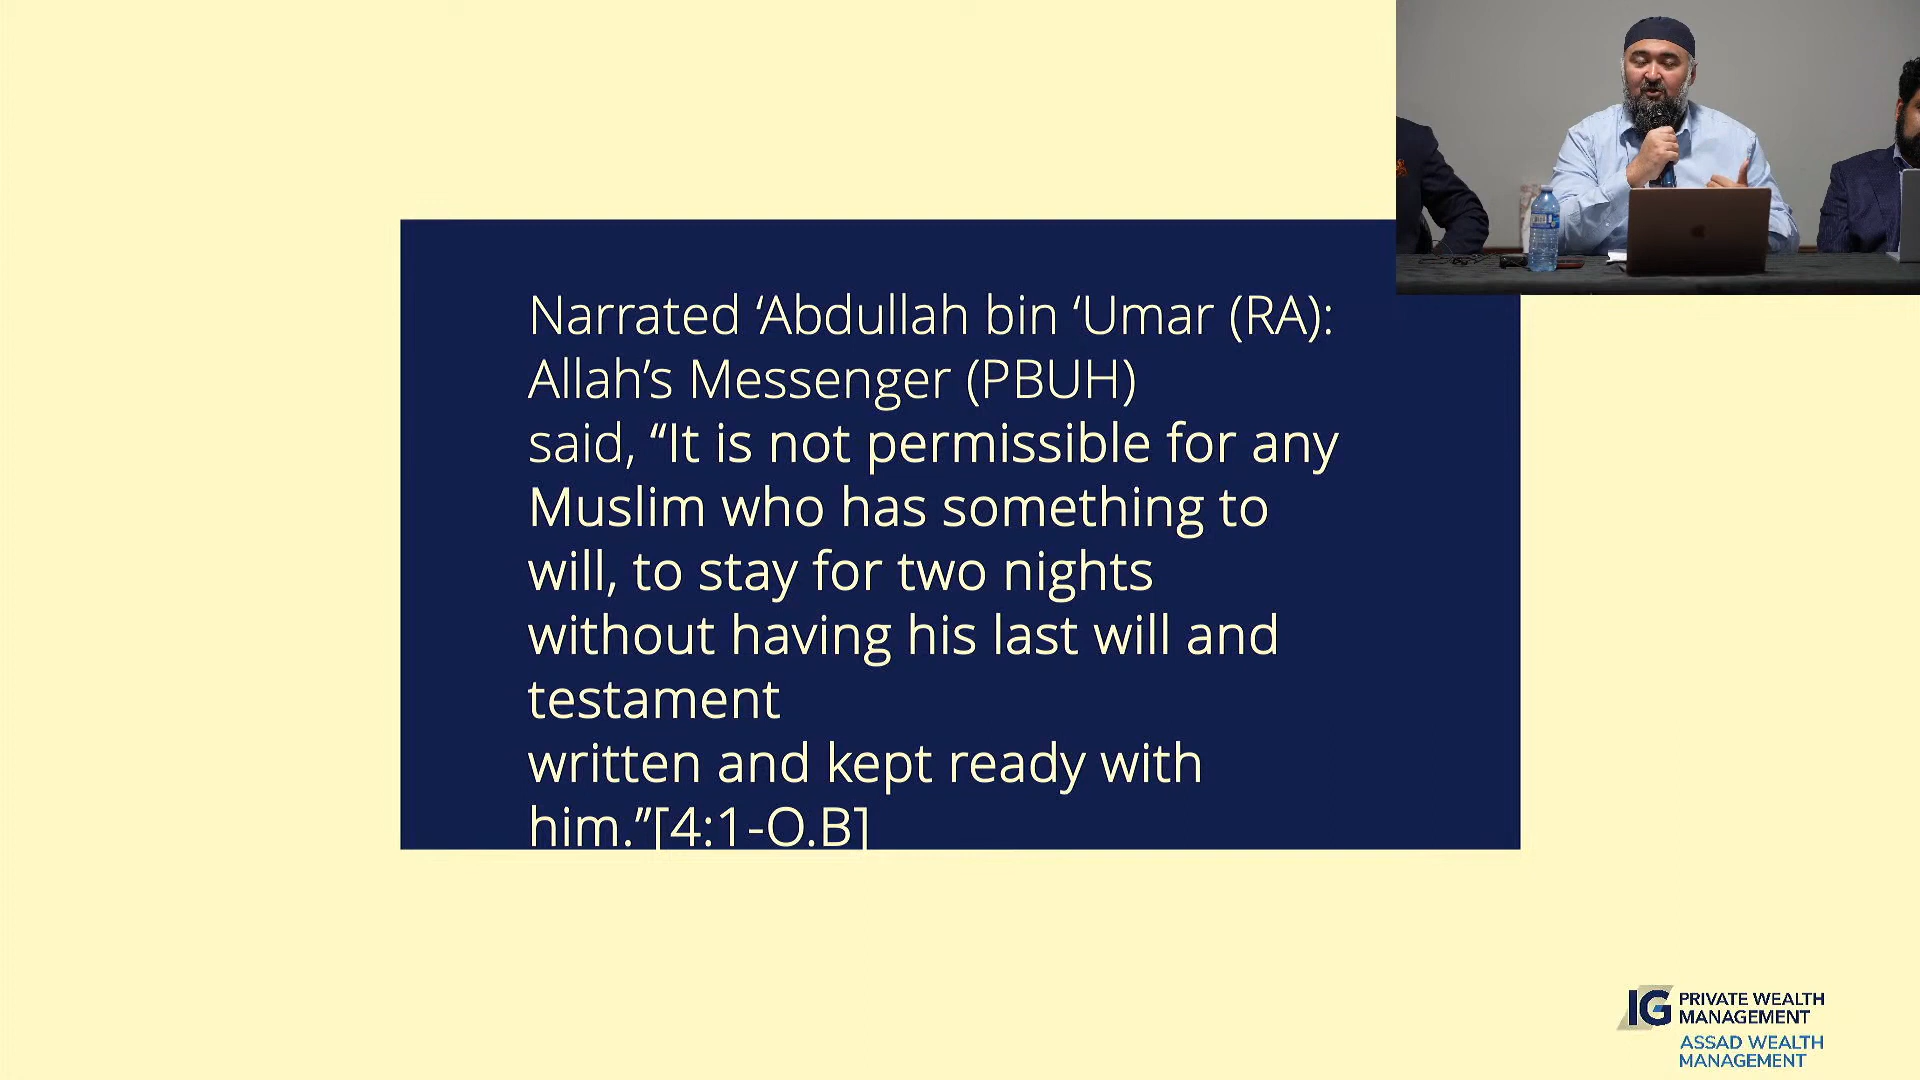 Narrated ‘Abdullah bin ‘Umar (RA):
Allah’s Messenger (PBUH)
said, “It is not permissible for any
Muslim who has something to
will, to stay for two nights
without having his last will and
testament
written and kept ready with
him.”[4:1-O.B]
IG PRIVATE WEALTH
MANAGEMENT
ASSAD WEALTH
MANAGEMENT